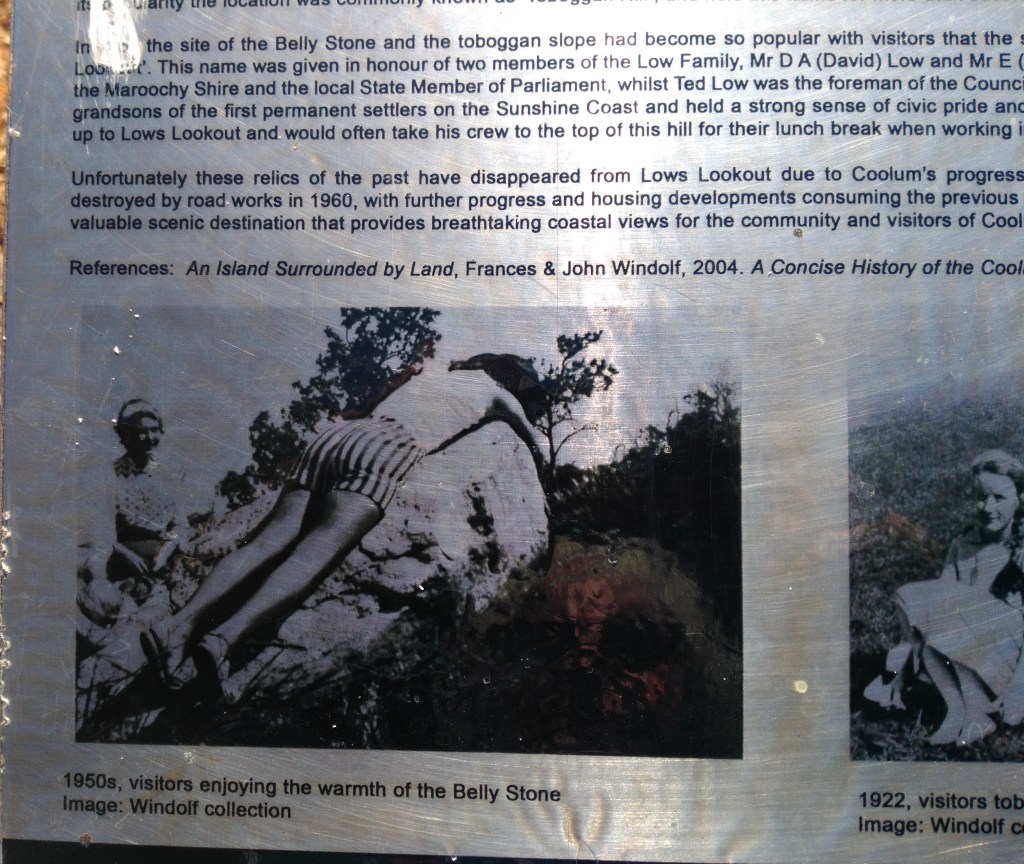 the location was commonly known as
the site of the Belly Stone and the toboggan slope had become so popular with visitors that the
This name was given in honour of two members of the Low Family, Mr D A (David) Low and Mr E (
the Maroochy Shire and the local State Member of Parliament, whilst Ted Low was the foreman of the Counci
grandsons of the first permanent settlers on the Sunshine Coast and held a strong sense of civic pride and
up to Lows Lookout and would often take his crew to the top of this hill for their lunch break when working i
Unfortunately these relics of the past have disappeared from Lows Lookout due to Coolum's progress
destroyed by road works in 1960, with further progress and housing developments consuming the previous
valuable scenic destination that provides breathtaking coastal views for the community and visitors of Cool
References: An Island Surrounded by Land, Frances & John Windolf, 2004. A Concise History of the Cool
1950s, visitors enjoying the warmth of the Belly Stone
Image: Windolf collection
1922, visitors tob
Image: Windolf c